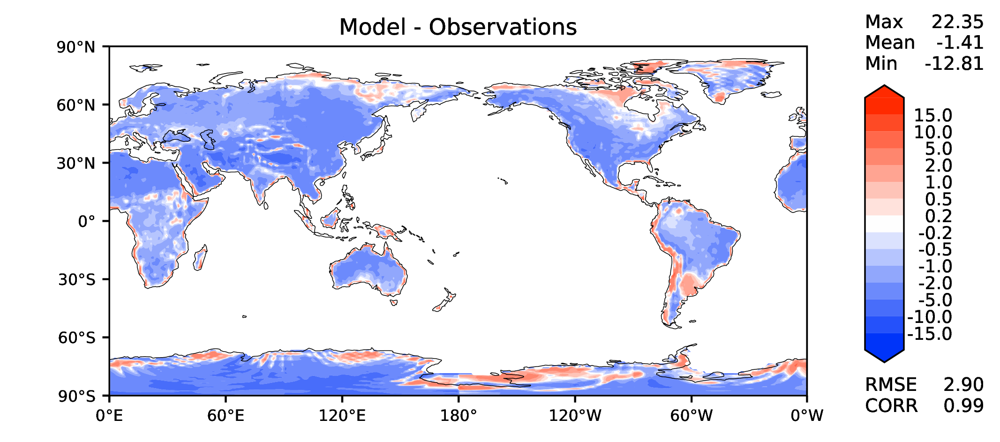 Model - Observations
Max 22.35
Mean -1.41
Min -12.81
90°N
60°N
30°N
0°
30°S
60°S
90°S
0°E
60°E
120°E
180°
120°W
60°W
0°W
15.0
10.0
5.0
2.0
1.0
0.5
0.2
-0.2
-0.5
-1.0
-2.0
-5.0
-10.0
-15.0
RMSE 2.90
CORR 0.99